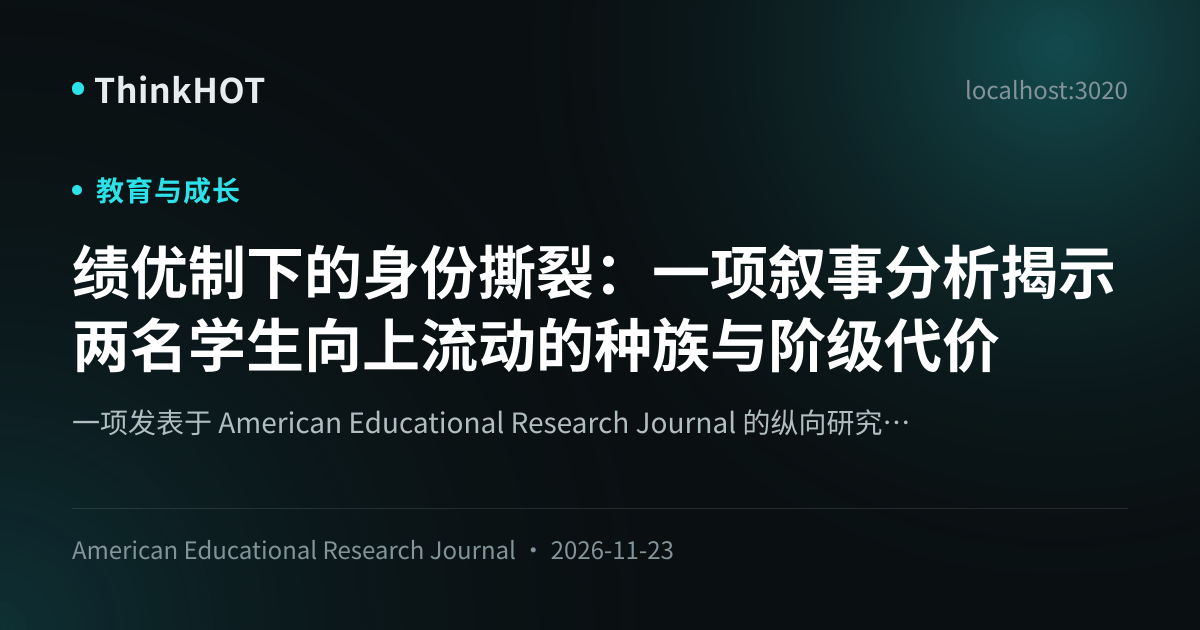 ThinkHOT
localhost:3020
教育与成长
绩优制下的身份撕裂：一项叙事分析揭示
两名学生向上流动的种族与阶级代价
一项发表于 American Educational Research Journal 的纵向研究…
American Educational Research Journal · 2026-11-23